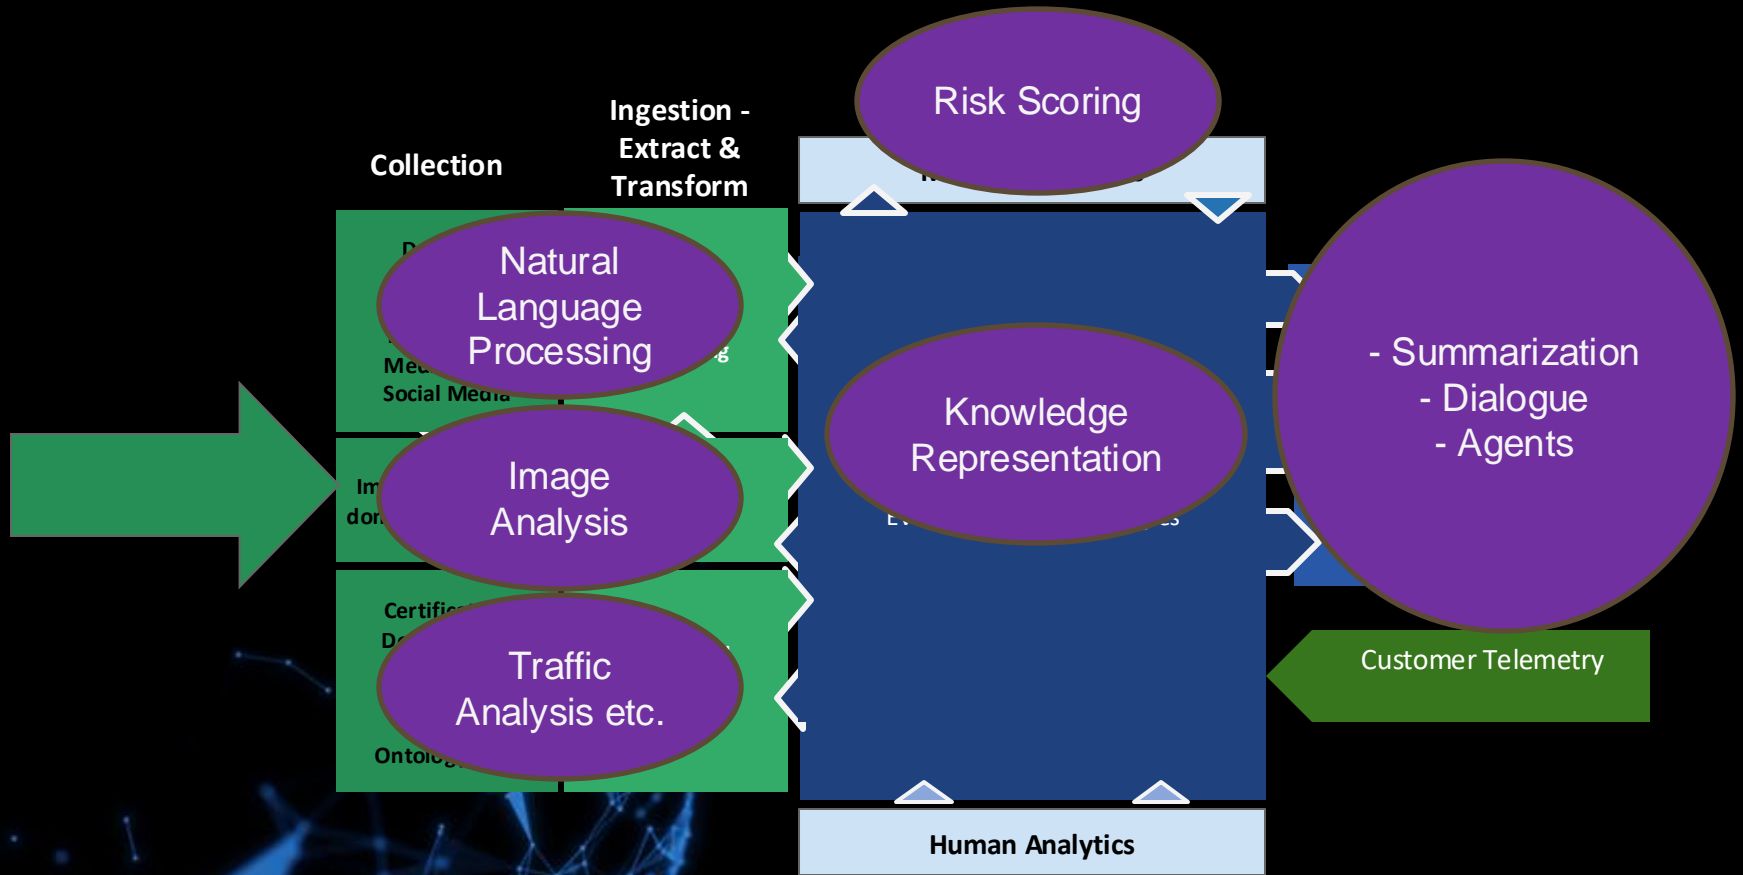 Risk Scoring
Ingestion -
Extract &
Transform
Collection
Natural
Language
Processing
Social Media
Image
Analysis
Traffic
Analysis etc.
Knowledge
Representation
- Summarization
- Dialogue
- Agents
Customer Telemetry
Human Analytics